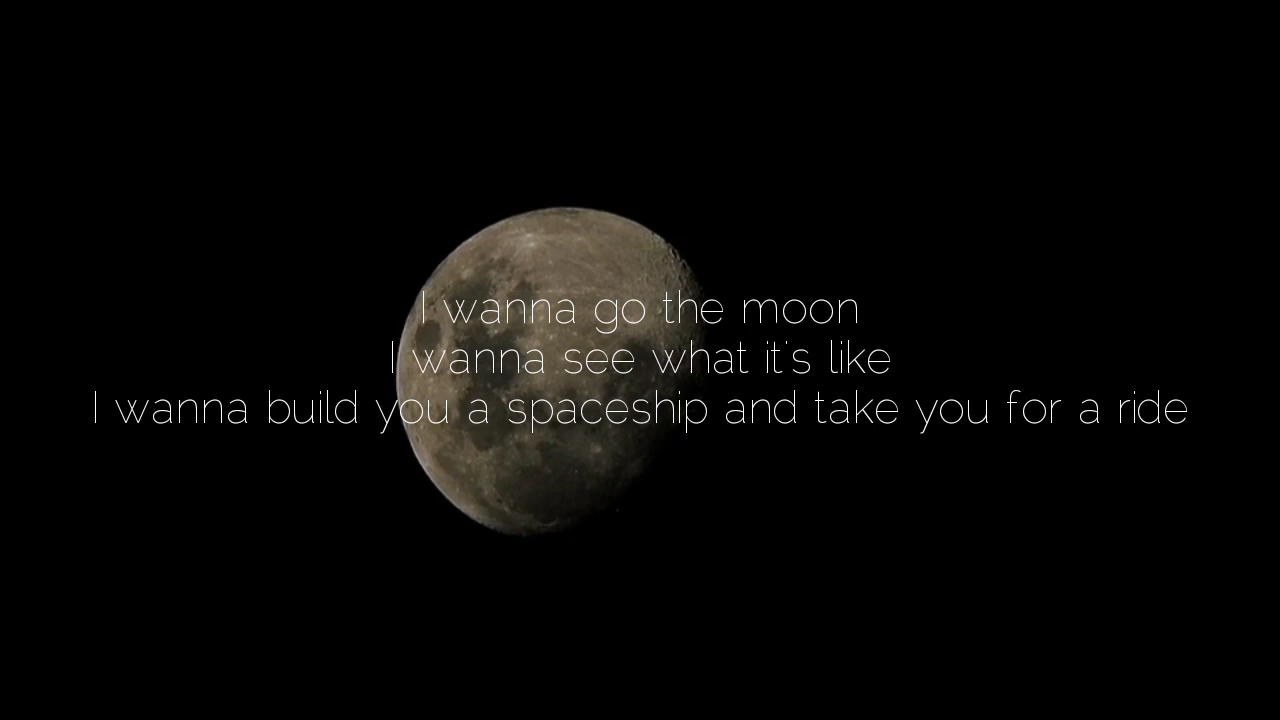 I wanna go the moon
I wanna see what it's like
I wanna build you a spaceship and take you for a ride